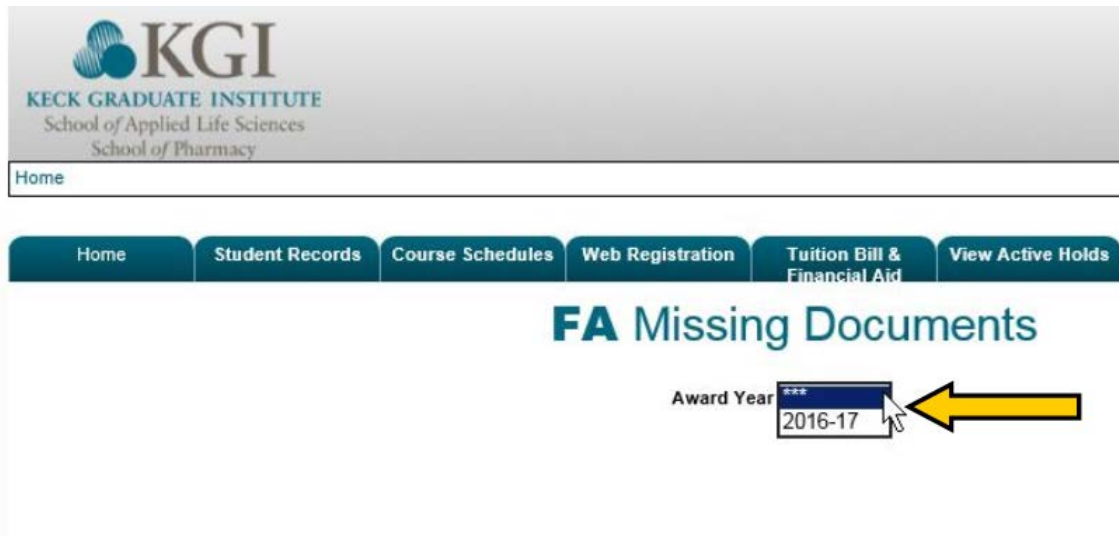 KGI
KECK GRADUATE INSTITUTE
School of Applied Life Sciences
School of Pharmacy
Home
Home Student Records Course Schedules Web Registration Tuition Bill & View Active Holds
Financial Aid
FA Missing Documents
Award Year ***
2016-17